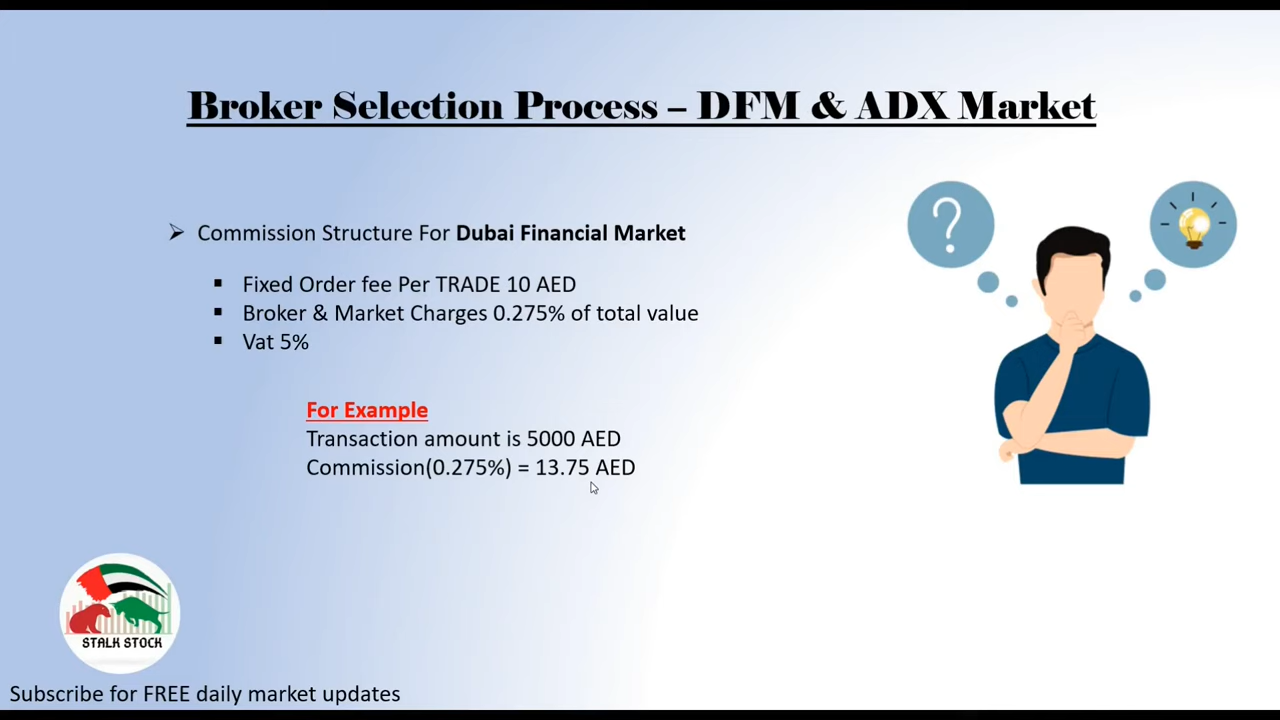 Broker Selection Process – DFM & ADX Market
➢ Commission Structure For Dubai Financial Market
▪ Fixed Order fee Per TRADE 10 AED
▪ Broker & Market Charges 0.275% of total value
▪ Vat 5%
For Example
Transaction amount is 5000 AED
Commission(0.275%) = 13.75 AED
?
STALK STOCK
Subscribe for FREE daily market updates